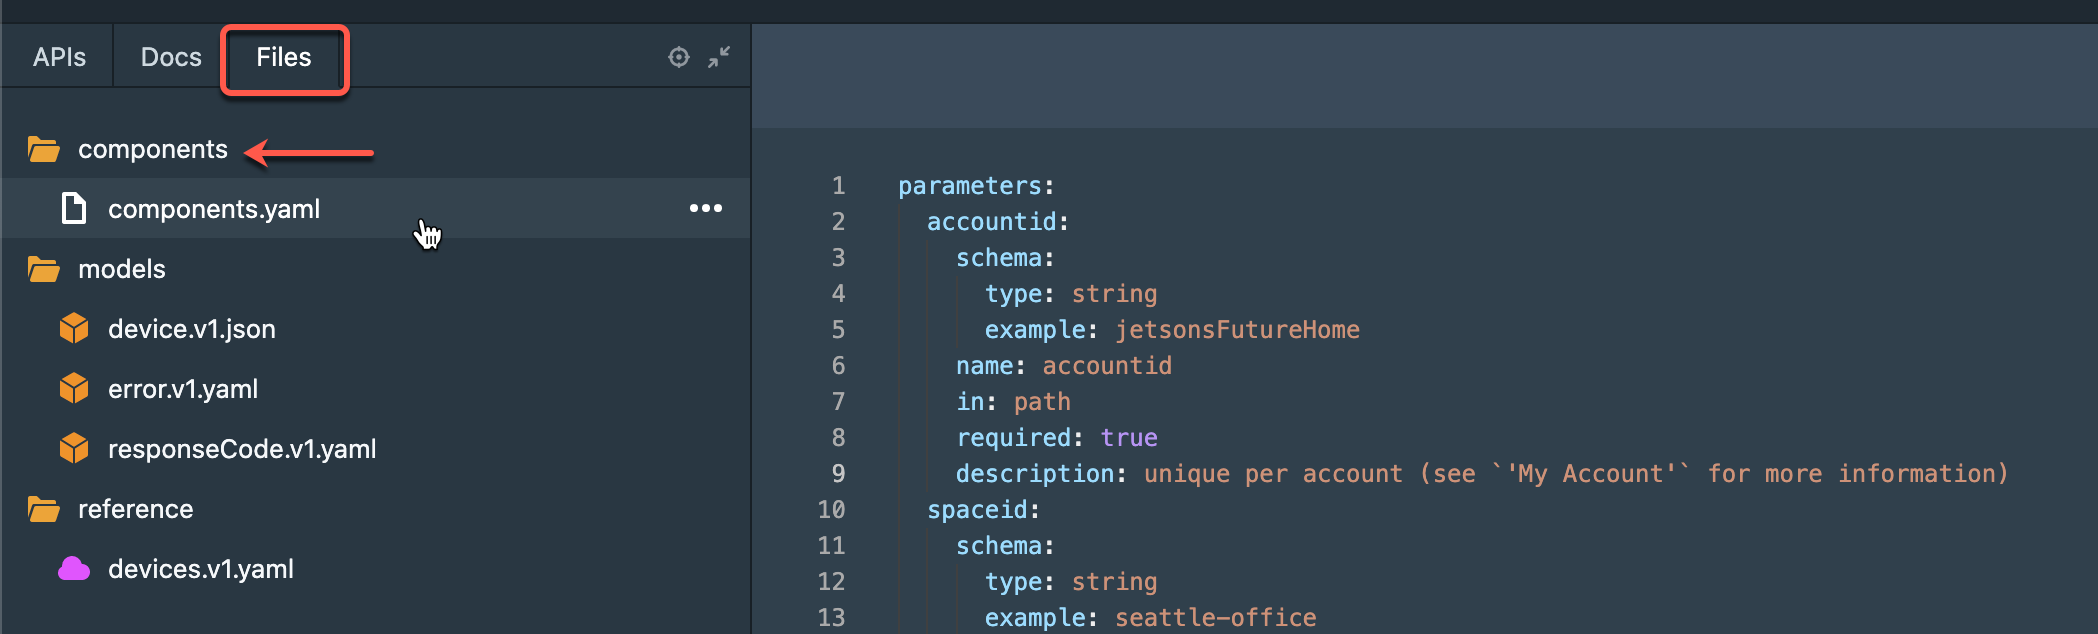 APIs Docs Files
components
components.yaml
models
device.v1.json
error.v1.yaml
responseCode.v1.yaml
reference
devices.v1.yaml
1 parameters:
2 accountid:
3 schema:
4 type: string
5 example: jetsonsFutureHome
6 name: accountid
7 in: path
8 required: true
9 description: unique per account (see `'My Account'` for more information)
10 spaceid:
11 schema:
12 type: string
13 example: seattle-office